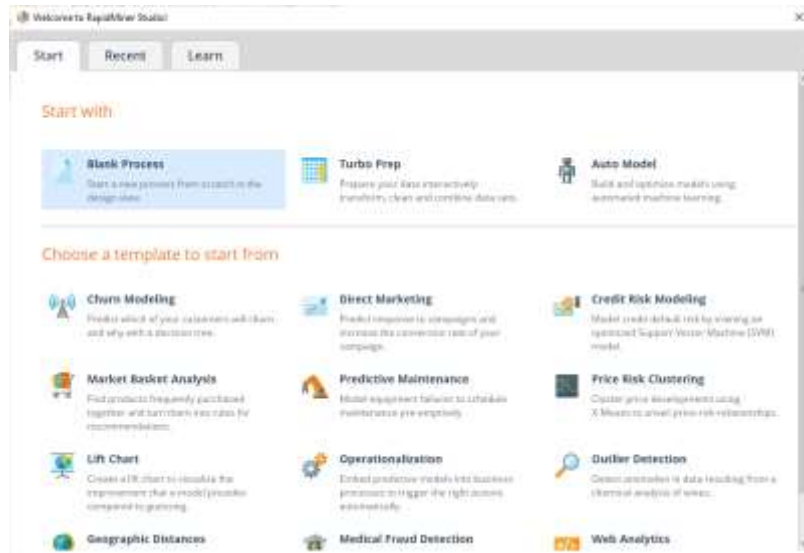 Welcome to RapidMiner Studio!
Start Recent Learn
Start with
Blank Process
Start a new process from scratch in the
design view.
Turbo Prep
Prepare your data interactively
transform, clean and combine data sets.
Auto Model
Build and optimize models using
automated machine learning.
Choose a template to start from
Churn Modeling
Predict which of your customers will churn
and why with a decision tree.
Direct Marketing
Predict response to campaigns and
increase the conversion rate of your
campaign.
Credit Risk Modeling
Model credit default risk by training an
optimized Support Vector Machine (SVM)
model.
Market Basket Analysis
Find products frequently purchased
together and turn them into rules for
recommendations.
Predictive Maintenance
Model equipment failures to schedule
maintenance pre-emptively.
Price Risk Clustering
Cluster price developments using
X-Means to unveil price-risk-relationships.
Lift Chart
Create a lift chart to visualize the
improvement that a model provides
compared to guessing.
Operationalization
Embed predictive models into business
processes to trigger the right actions
automatically.
Outlier Detection
Detect anomalies in data resulting from a
chemical analysis of wines.
Geographic Distances
Medical Fraud Detection
Web Analytics